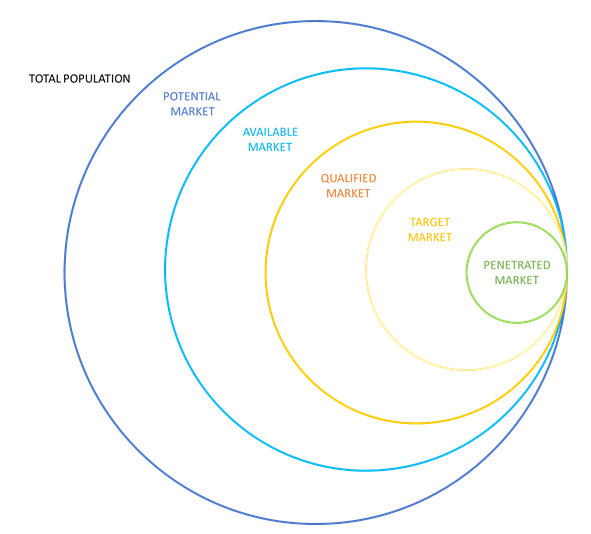 TOTAL POPULATION
POTENTIAL
MARKET
AVAILABLE
MARKET
QUALIFIED
MARKET
TARGET
MARKET
PENETRATED
MARKET